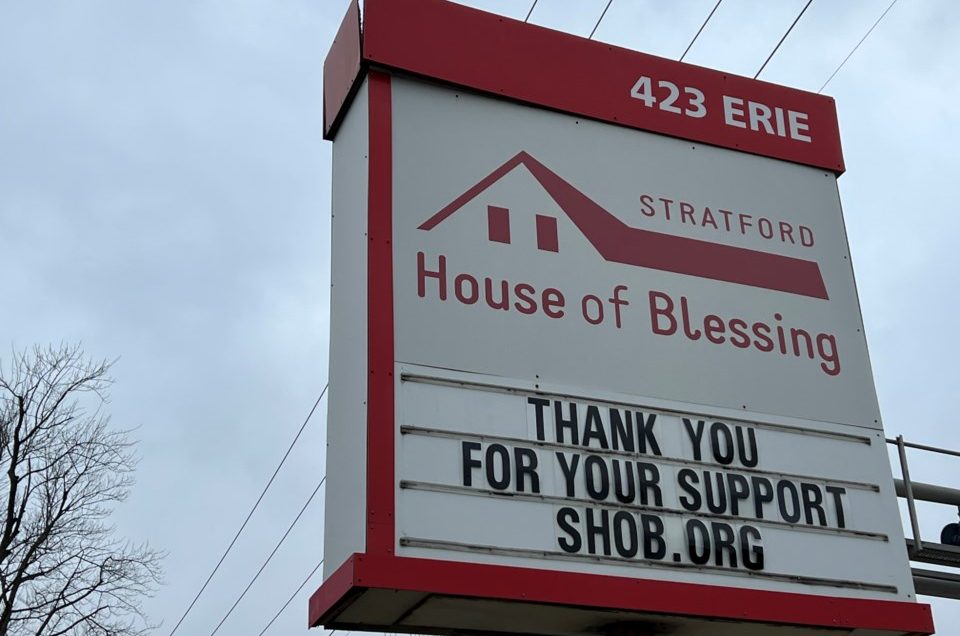 423 ERIE
STRATFORD
House of Blessing
THANK YOU
FOR YOUR SUPPORT
SHOB.ORG